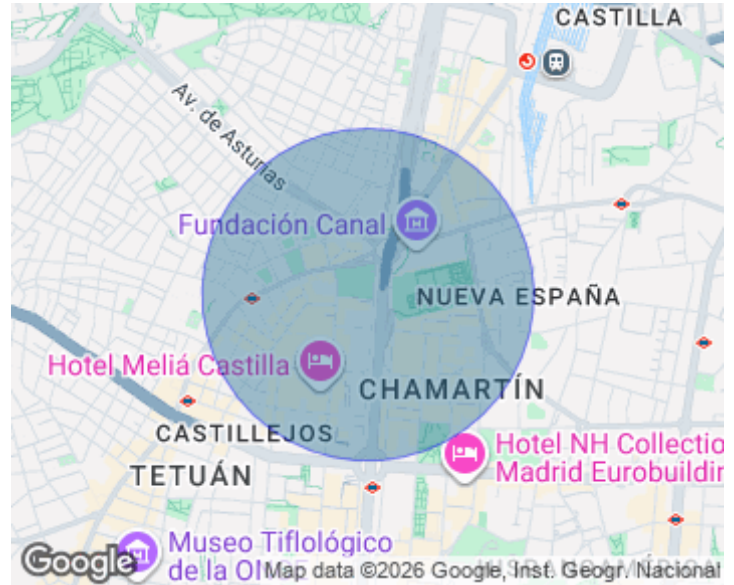 CASTILLA
Av. de Asturias
Fundación Canal
NUEVA ESPAÑA
Hotel Meliá Castilla
CHAMARTÍN
CASTILLEJOS
Hotel NH Collectio
Madrid Eurobuildin
TETUÁN
Museo Tiflológico
de la O
Google
Map data ©2026 Google, Inst. Geogr. Nacional